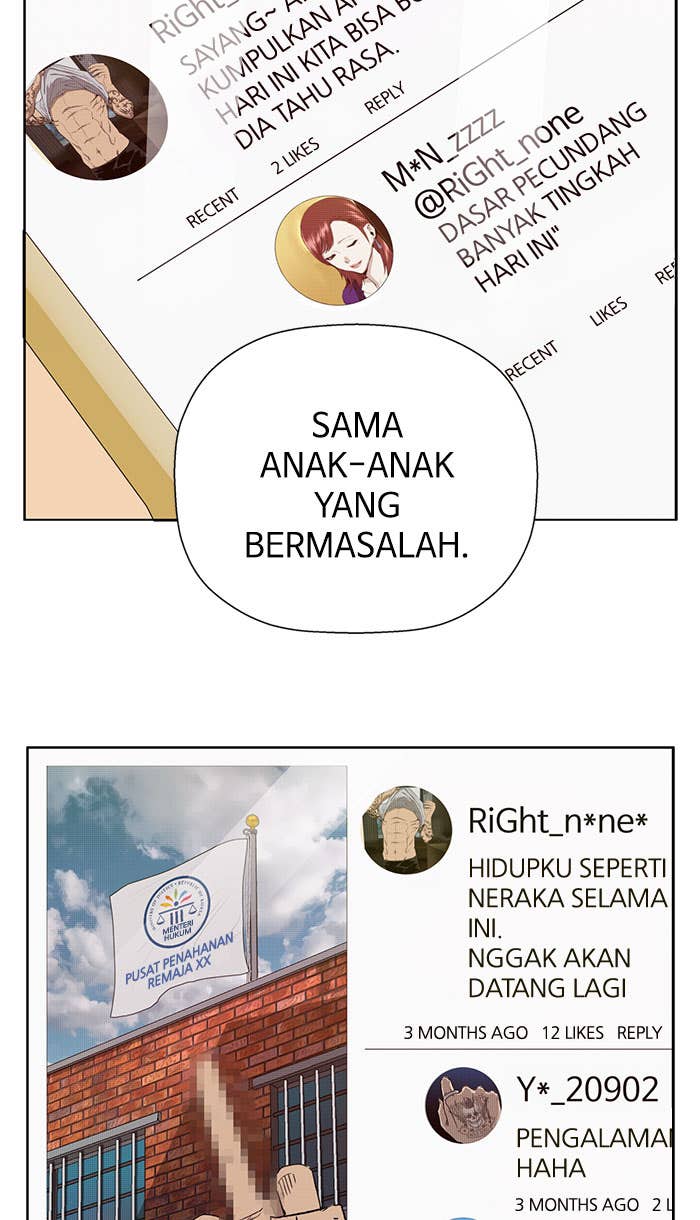 SAYANG~
KUMPULKAN
HARI INI KITA BISA
DIA TAHU RASA.
RECENT 2 LIKES REPLY
M*N_zzzz
@RiGht_none
DASAR PECUNDANG
BANYAK TINGKAH
HARI INI"
RECENT LIKES
SAMA
ANAK-ANAK
YANG
BERMASALAH.
RiGht_n*ne*
HIDUPKU SEPERTI
NERAKA SELAMA
INI.
NGGAK AKAN
DATANG LAGI
3 MONTHS AGO 12 LIKES REPLY
MENTERI
HUKUM
PUSAT PENAHANAN
REMAJA XX
Y*_20902
HAHA
3 MONTHS AGO 2